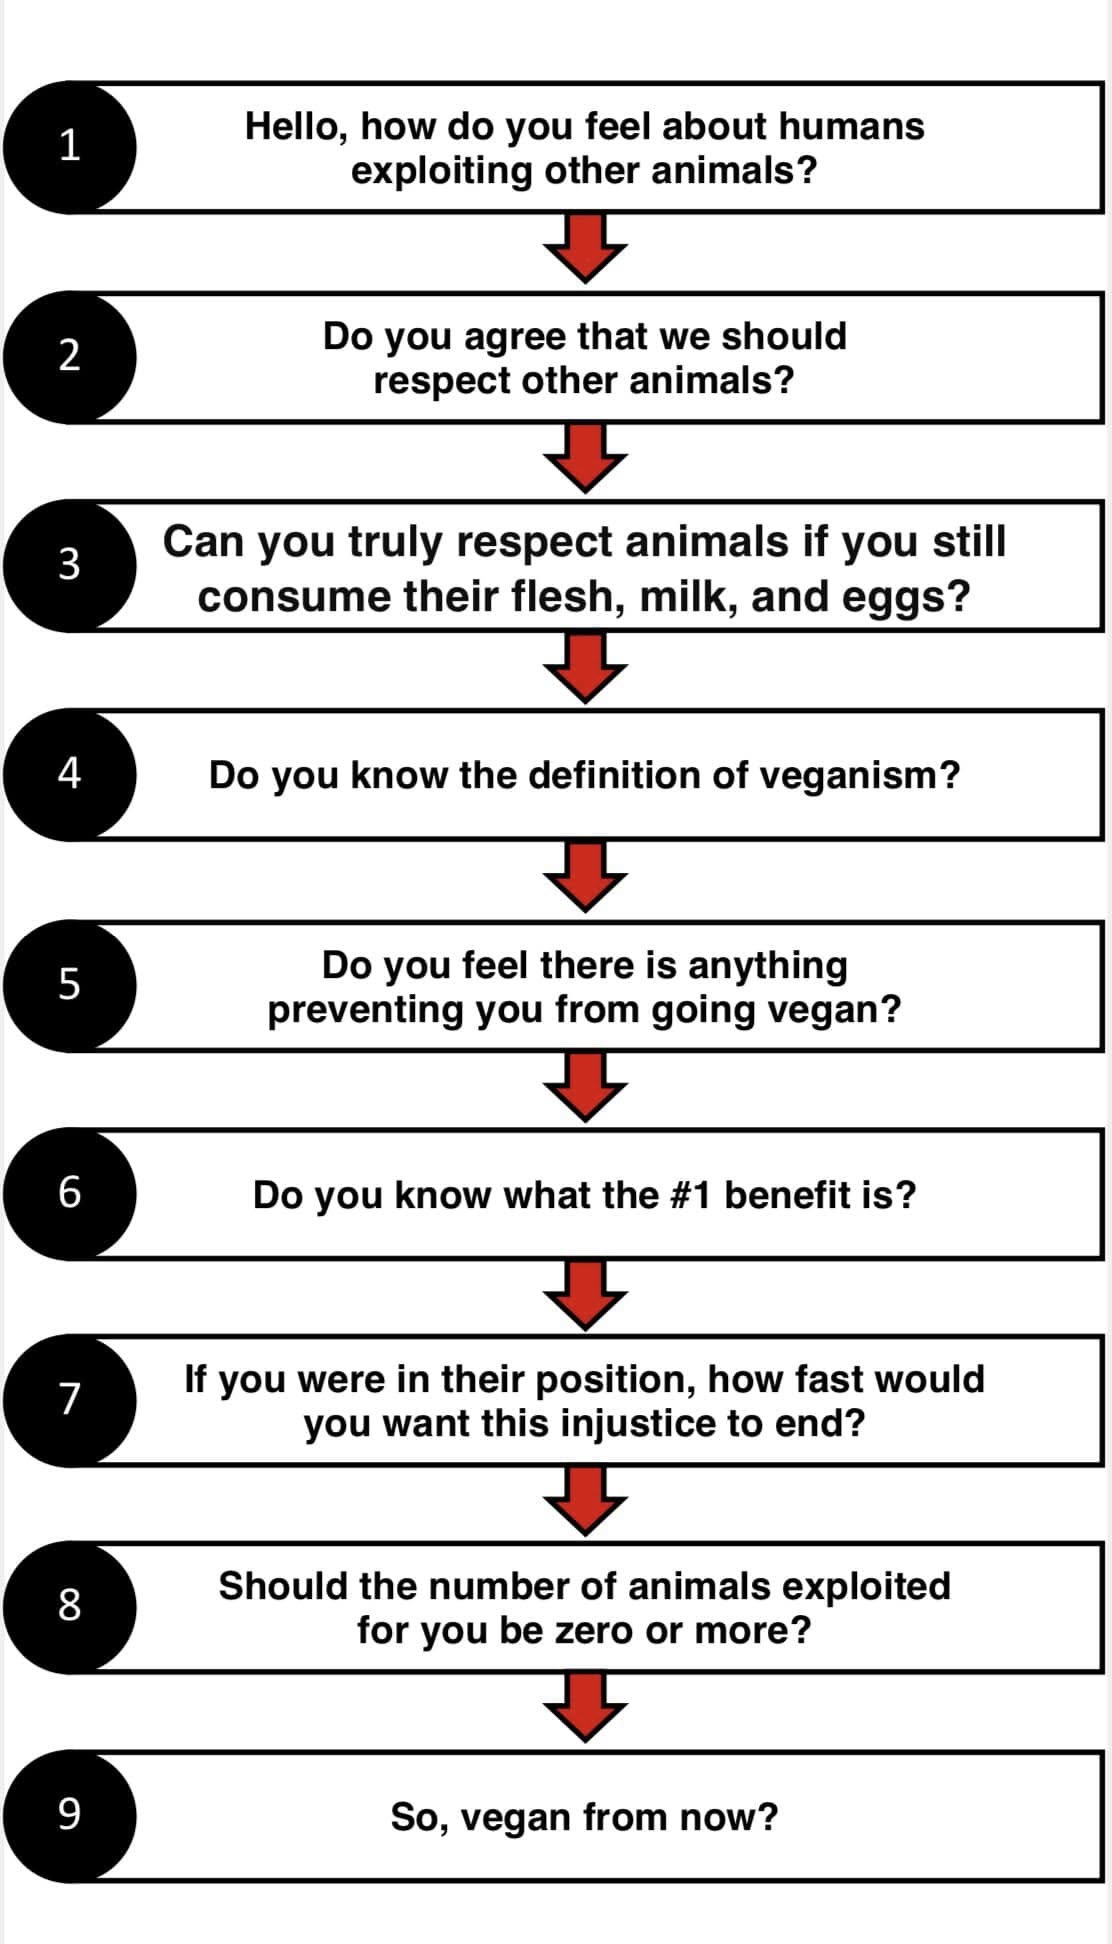 1
Hello, how do you feel about humans
exploiting other animals?
2
Do you agree that we should
respect other animals?
3
Can you truly respect animals if you still
consume their flesh, milk, and eggs?
4
Do you know the definition of veganism?
5
Do you feel there is anything
preventing you from going vegan?
6
Do you know what the #1 benefit is?
7
If you were in their position, how fast would
you want this injustice to end?
8
Should the number of animals exploited
for you be zero or more?
9
So, vegan from now?